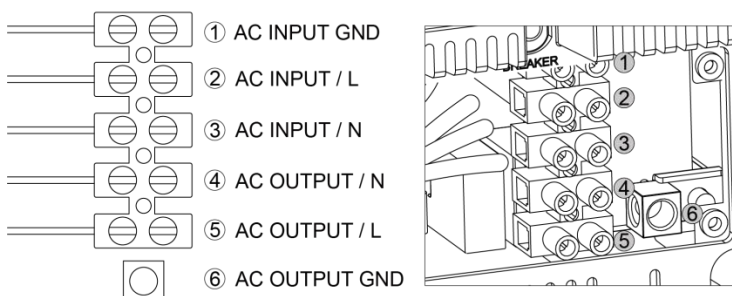 ① AC INPUT GND
② AC INPUT / L
③ AC INPUT / N
④ AC OUTPUT / N
⑤ AC OUTPUT / L
⑥ AC OUTPUT GND
BREAKER
1
2
3
4
5
6